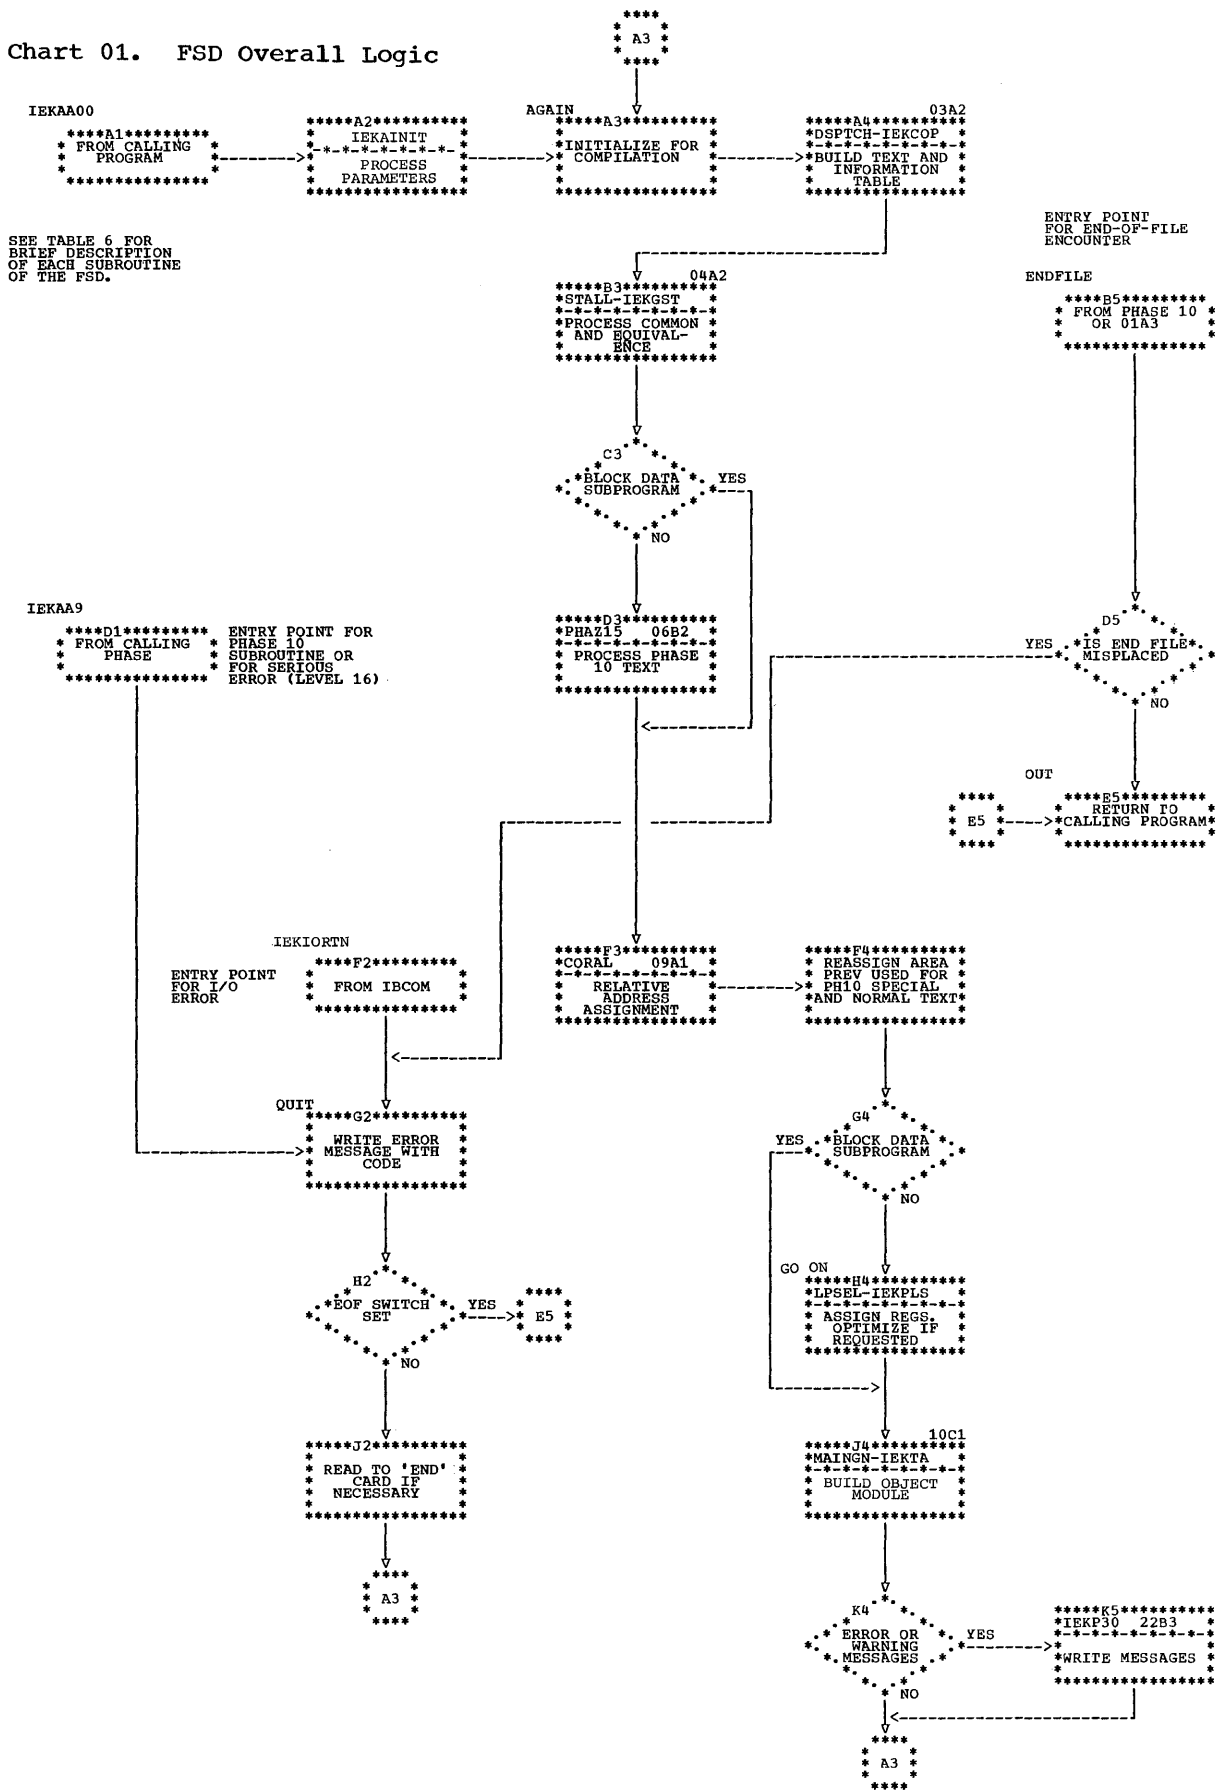 Chart 01. FSD Overall Logic
A3
IEKAA00
A1
FROM CALLING
PROGRAM
A2
IEKAINIT
PROCESS
PARAMETERS
AGAIN
A3
INITIALIZE FOR
COMPILATION
03A2
A4
DSPTCH-IEKCOP
BUILD TEXT AND
INFORMATION
TABLE
SEE TABLE 6 FOR
BRIEF DESCRIPTION
OF EACH SUBROUTINE
OF THE FSD.
ENTRY POINT
FOR END-OF-FILE
ENCOUNTER
04A2
B3
STALL-IEKGST
PROCESS COMMON
AND EQUIVAL-
ENCE
ENDFILE
B5
FROM PHASE 10
OR 01A3
C3
BLOCK DATA
SUBPROGRAM
YES
NO
IEKAA9
D1
FROM CALLING
PHASE
ENTRY POINT FOR
PHASE 10
SUBROUTINE OR
FOR SERIOUS
ERROR (LEVEL 16)
D3
PHAZ15 06B2
PROCESS PHASE
10 TEXT
D5
YES
IS END FILE
MISPLACED
NO
OUT
E5
E5
RETURN TO
CALLING PROGRAM
IEKIORTN
ENTRY POINT
FOR I/O
ERROR
F2
FROM IBCOM
F3
CORAL 09A1
RELATIVE
ADDRESS
ASSIGNMENT
F4
REASSIGN AREA
PREV USED FOR
PH10 SPECIAL
AND NORMAL TEXT
QUIT
G2
WRITE ERROR
MESSAGE WITH
CODE
G4
YES
BLOCK DATA
SUBPROGRAM
NO
H2
EOF SWITCH
SET
YES
E5
NO
GO ON
H4
LPSEL-IEKPLS
ASSIGN REGS.
OPTIMIZE IF
REQUESTED
J2
READ TO 'END'
CARD IF
NECESSARY
10C1
J4
MAINGN-IEKTA
BUILD OBJECT
MODULE
A3
K4
ERROR OR
WARNING
MESSAGES
YES
NO
K5
IEKP30 22B3
WRITE MESSAGES
A3